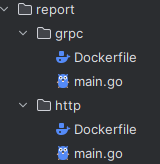 report
grpc
Dockerfile
main.go
http
Dockerfile
main.go